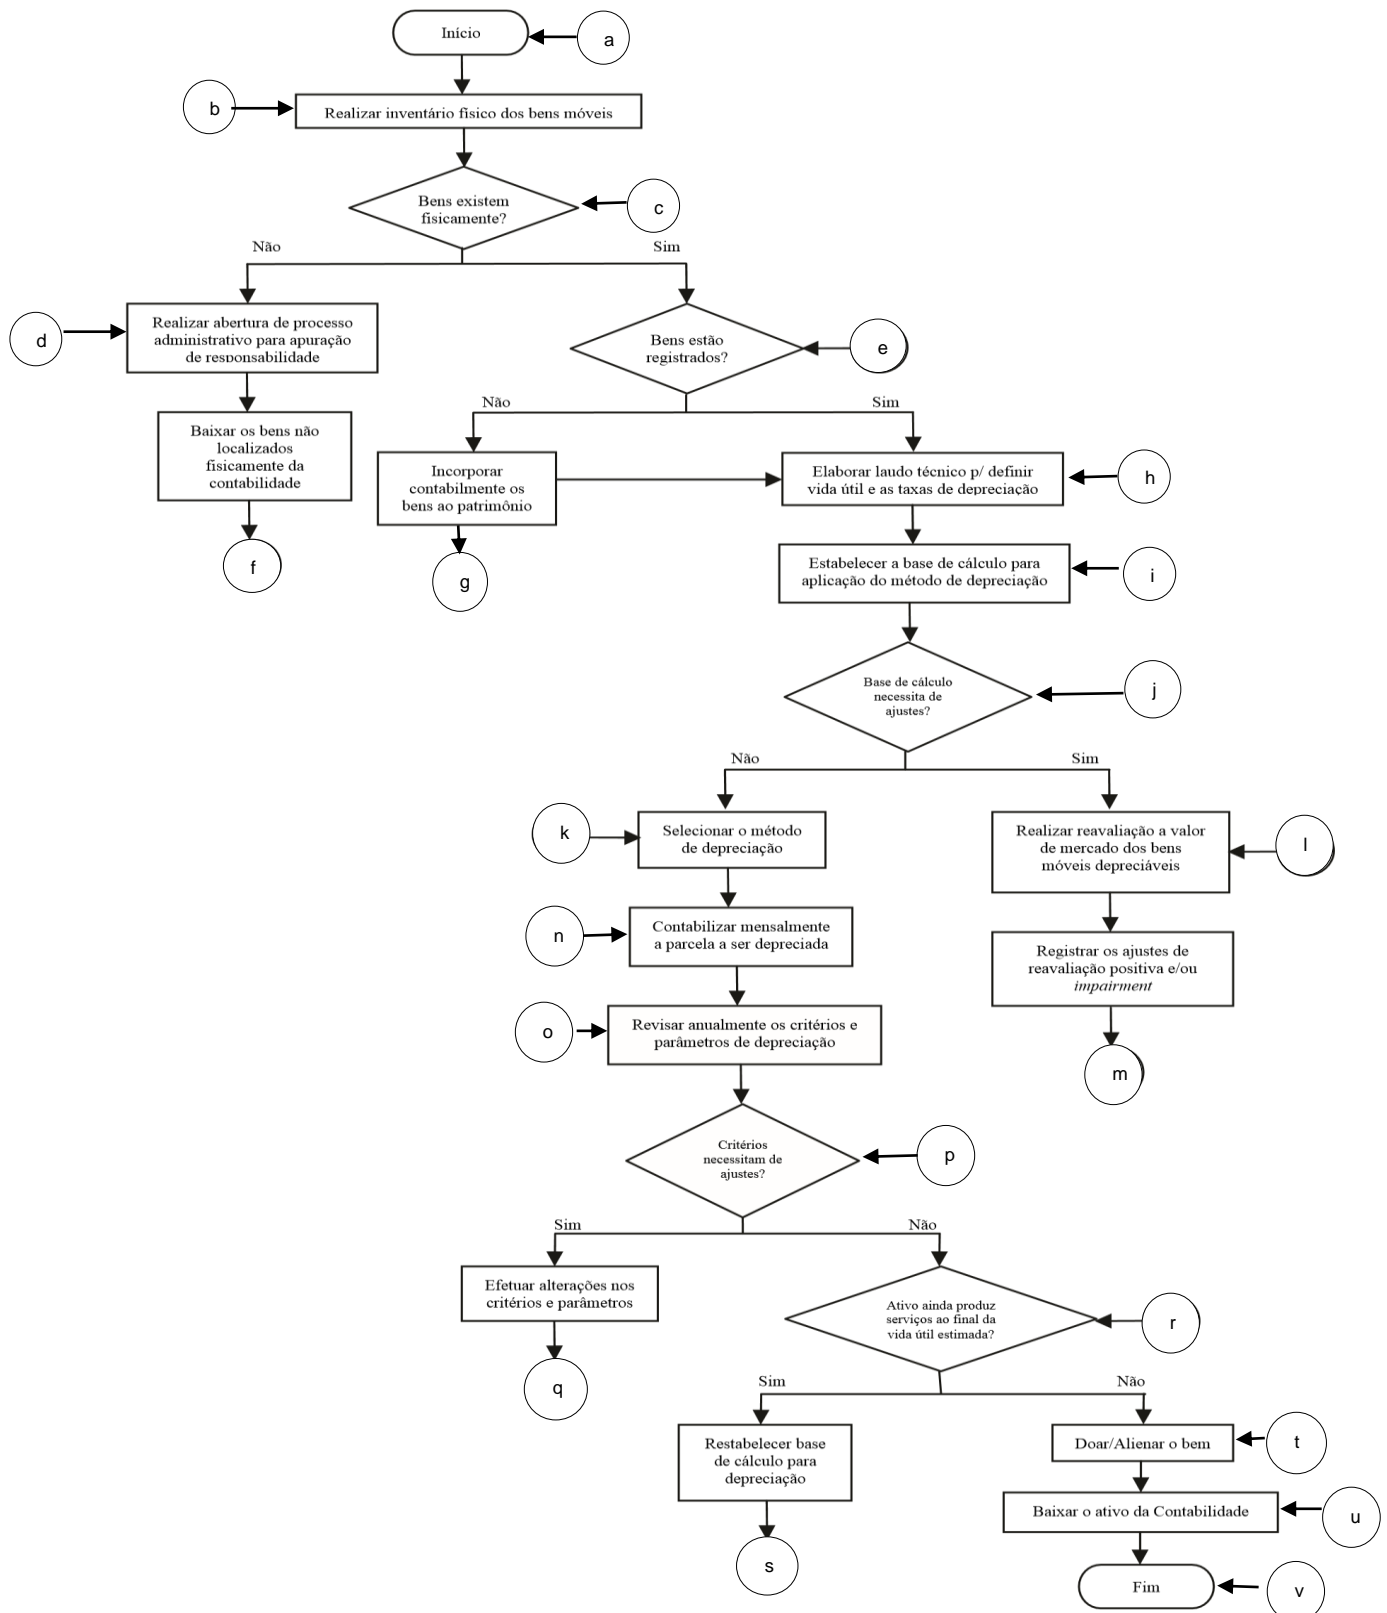 Início
a
b
Realizar inventário físico dos bens móveis
Bens existem
fisicamente?
c
Não
Sim
d
Realizar abertura de processo
administrativo para apuração
de responsabilidade
Bens estão
registrados?
e
Não
Sim
Baixar os bens não
localizados
fisicamente da
contabilidade
Incorporar
contabilmente os
bens ao patrimônio
Elaborar laudo técnico p/ definir
vida útil e as taxas de depreciação
h
f
g
Estabelecer a base de cálculo para
aplicação do método de depreciação
i
Base de cálculo
necessita de
ajustes?
j
Não
Sim
k
Selecionar o método
de depreciação
Realizar reavaliação a valor
de mercado dos bens
móveis depreciáveis
l
n
Contabilizar mensalmente
a parcela a ser depreciada
Registrar os ajustes de
reavaliação positiva e/ou
impairment
o
Revisar anualmente os critérios e
parâmetros de depreciação
m
Critérios
necessitam de
ajustes?
p
Sim
Não
Efetuar alterações nos
critérios e parâmetros
Ativo ainda produz
serviços ao final da
vida útil estimada?
r
q
Sim
Não
Restabelecer base
de cálculo para
depreciação
Doar/Alienar o bem
t
Baixar o ativo da Contabilidade
u
s
Fim
v